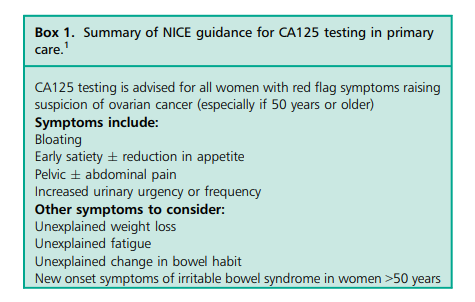 Box 1. Summary of NICE guidance for CA125 testing in primary
care.1
CA125 testing is advised for all women with red flag symptoms raising
suspicion of ovarian cancer (especially if 50 years or older)
Symptoms include:
Bloating
Early satiety ± reduction in appetite
Pelvic ± abdominal pain
Increased urinary urgency or frequency
Other symptoms to consider:
Unexplained weight loss
Unexplained fatigue
Unexplained change in bowel habit
New onset symptoms of irritable bowel syndrome in women >50 years